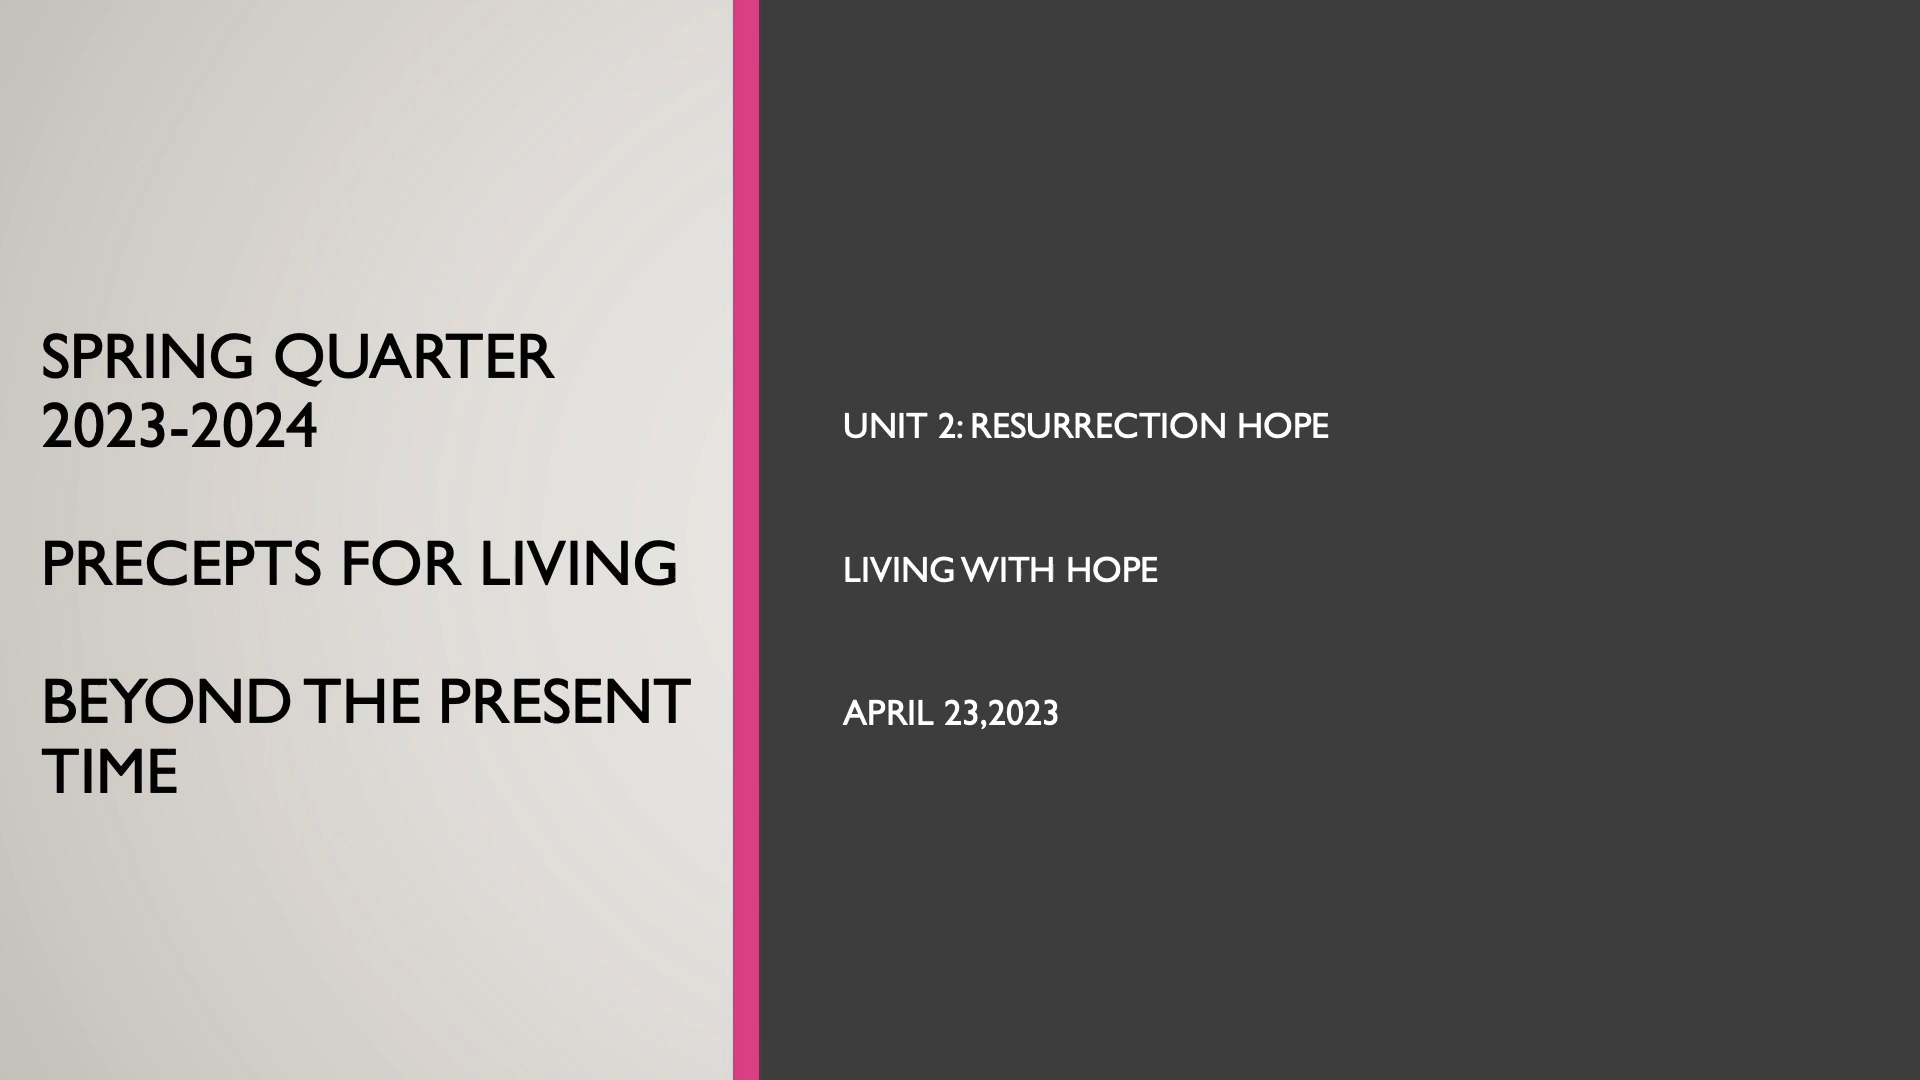 SPRING QUARTER
2023-2024
PRECEPTS FOR LIVING
BEYOND THE PRESENT
TIME
UNIT 2: RESURRECTION HOPE
LIVING WITH HOPE
APRIL 23,2023